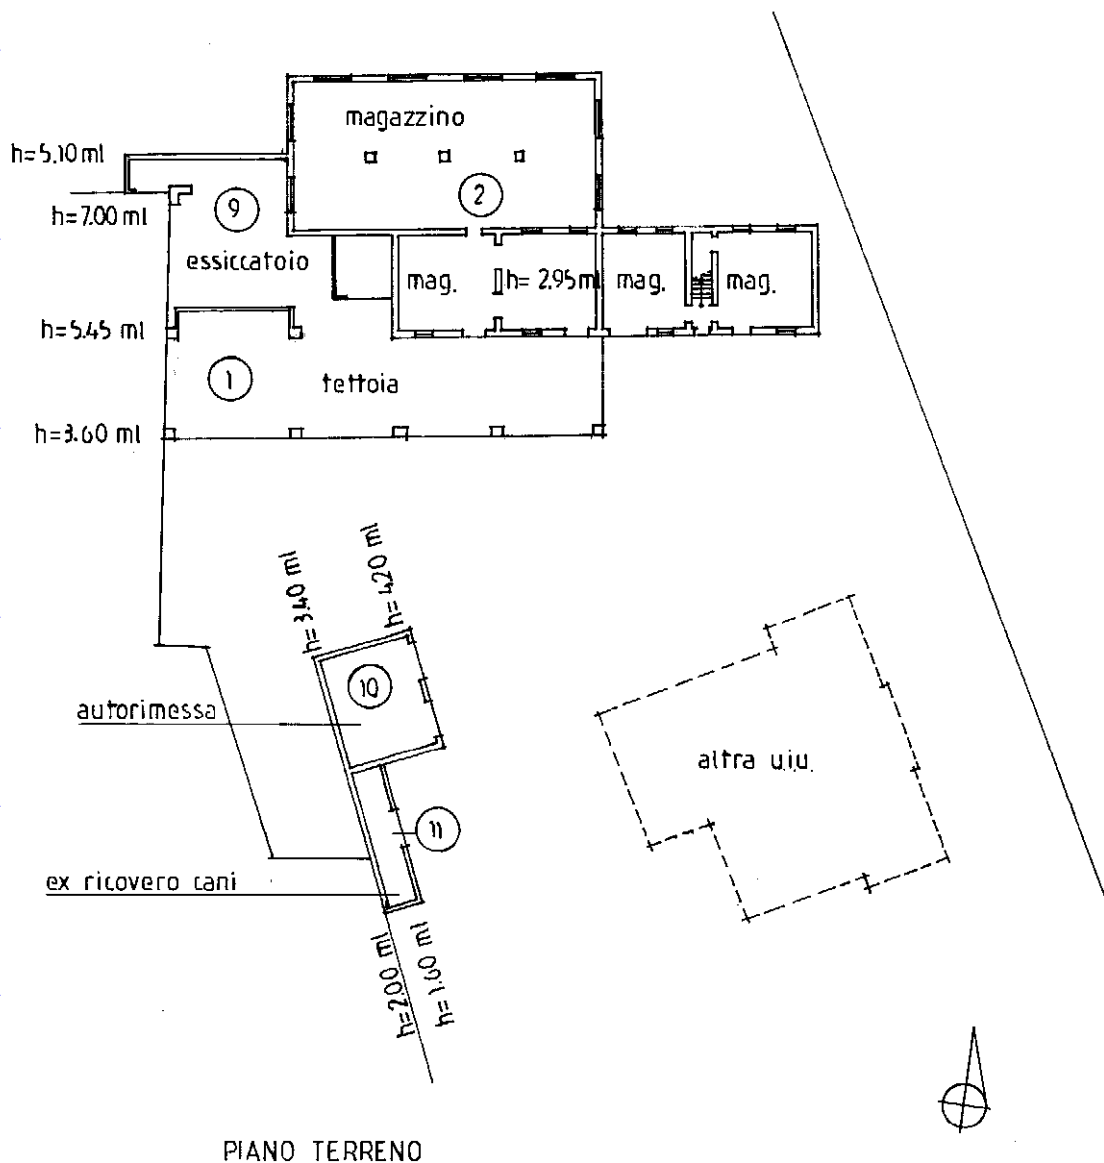 magazzino
h=5.10 ml
2
9
h=7.00 ml
essiccatoio
mag.
h= 2.95ml
mag.
mag.
h=5.45 ml
1
tettoia
h=3.60 ml
h= 3.40 ml
h= 4.20 ml
10
autorimessa
altra u.i.u.
11
ex ricovero cani
h=2.00 ml
h= 1.60 ml
PIANO TERRENO